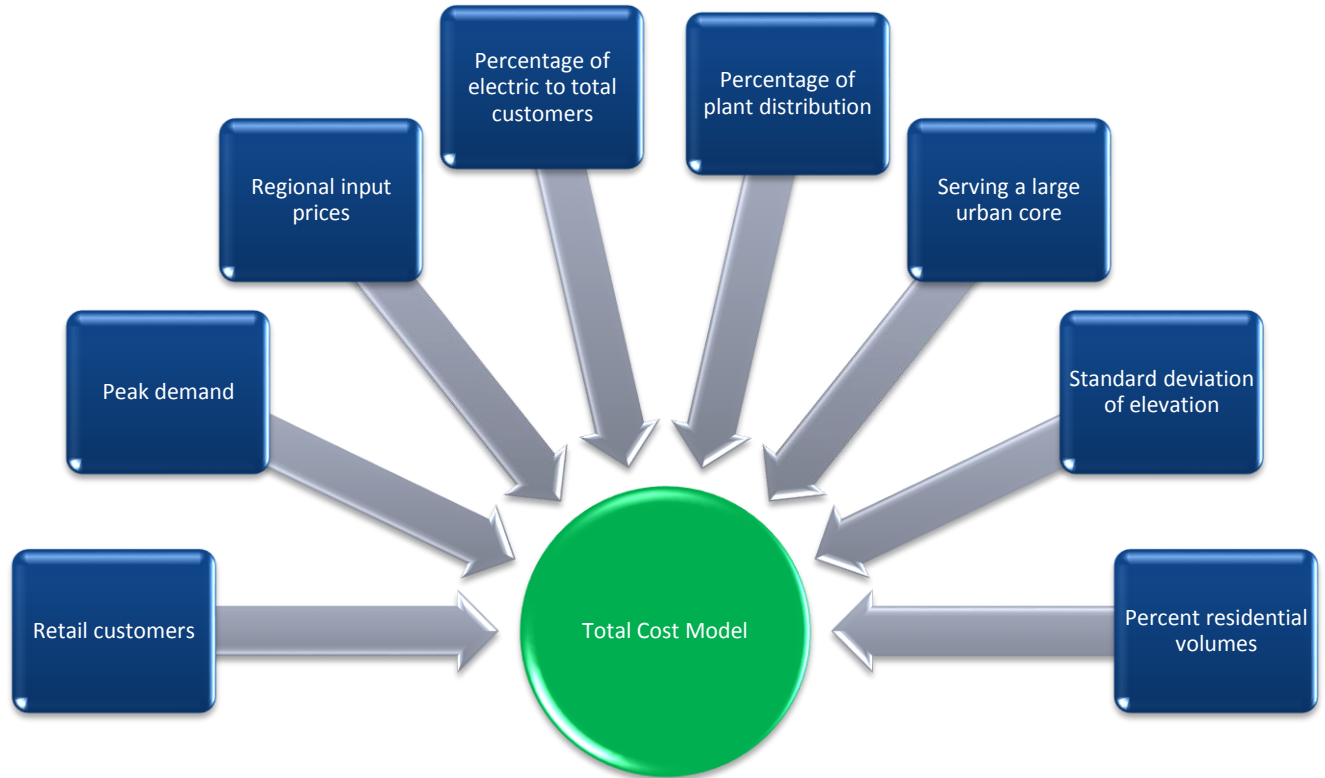 Percentage of
electric to total
customers
Percentage of
plant distribution
Regional input
prices
Serving a large
urban core
Peak demand
Standard deviation
of elevation
Retail customers
Total Cost Model
Percent residential
volumes